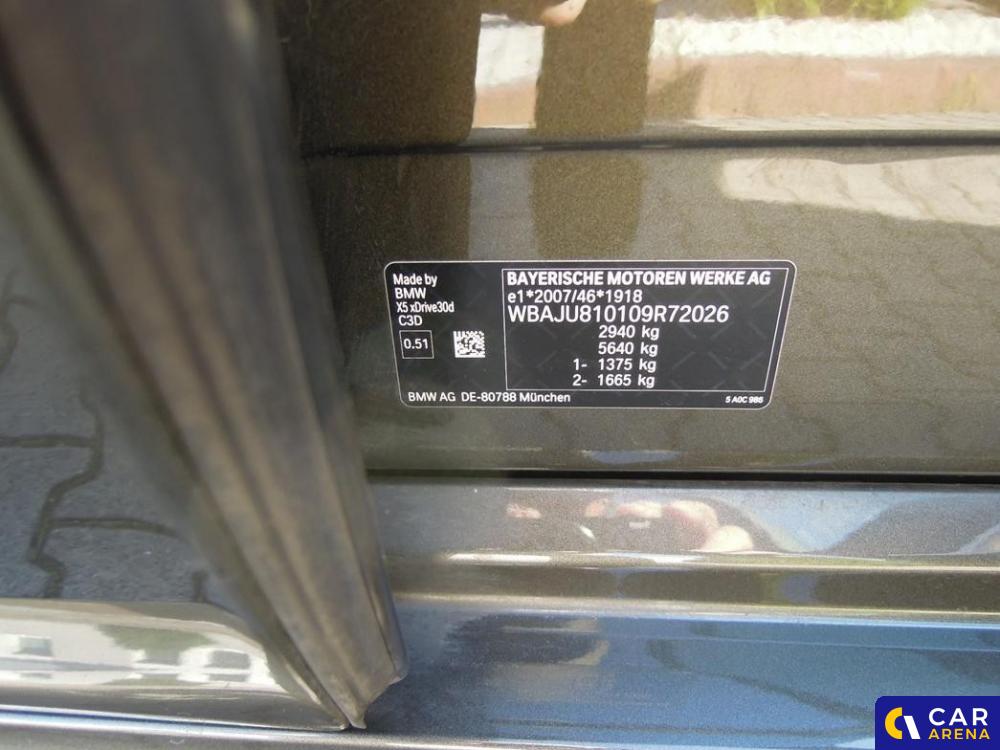 Made by
BMW
X5 xDrive30d
C3D
0.51
BAYERISCHE MOTOREN WERKE AG
e1*2007/46*1918
WBAJU810109R72026
2940 kg
5640 kg
1- 1375 kg
2- 1665 kg
BMW AG DE-80788 München
5 A0C 986
CAR
ARENA